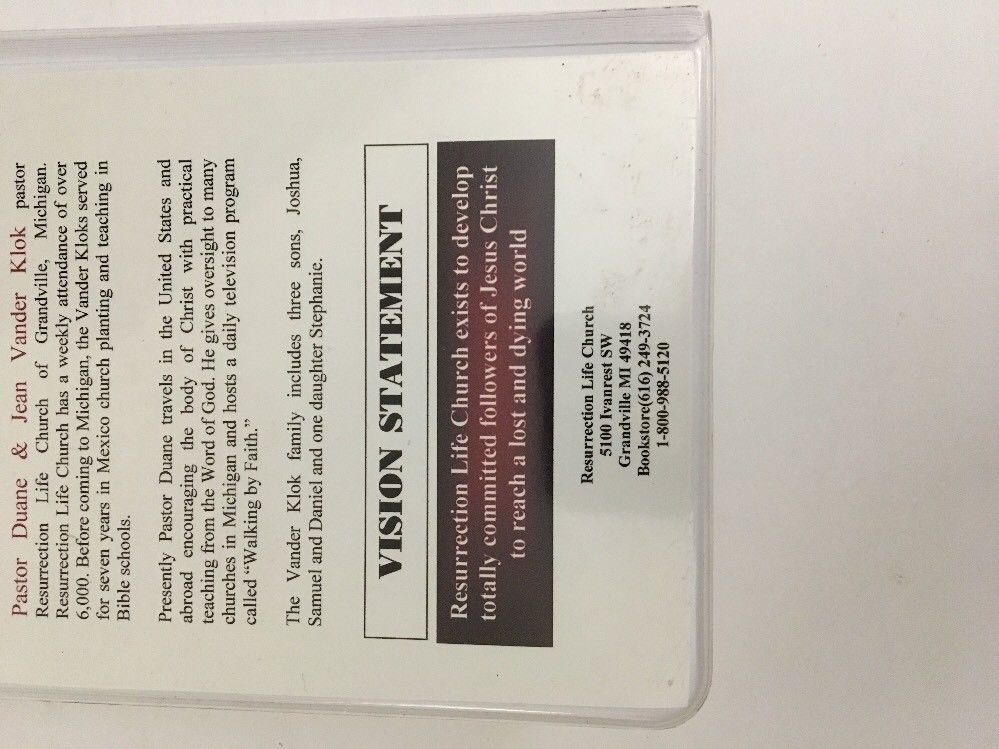 Pastor Duane & Jean Vander Klok pastor
Resurrection Life Church of Grandville, Michigan.
Resurrection Life Church has a weekly attendance of over
6,000. Before coming to Michigan, the Vander Kloks served
for seven years in Mexico church planting and teaching in
Bible schools.
Presently Pastor Duane travels in the United States and
abroad encouraging the body of Christ with practical
teaching from the Word of God. He gives oversight to many
churches in Michigan and hosts a daily television program
called “Walking by Faith.”
The Vander Klok family includes three sons, Joshua,
Samuel and Daniel and one daughter Stephanie.
VISION STATEMENT
Resurrection Life Church exists to develop
totally committed followers of Jesus Christ
to reach a lost and dying world
Resurrection Life Church
5100 Ivanrest SW
Grandville MI 49418
Bookstore(616) 249-3724
1-800-988-5120